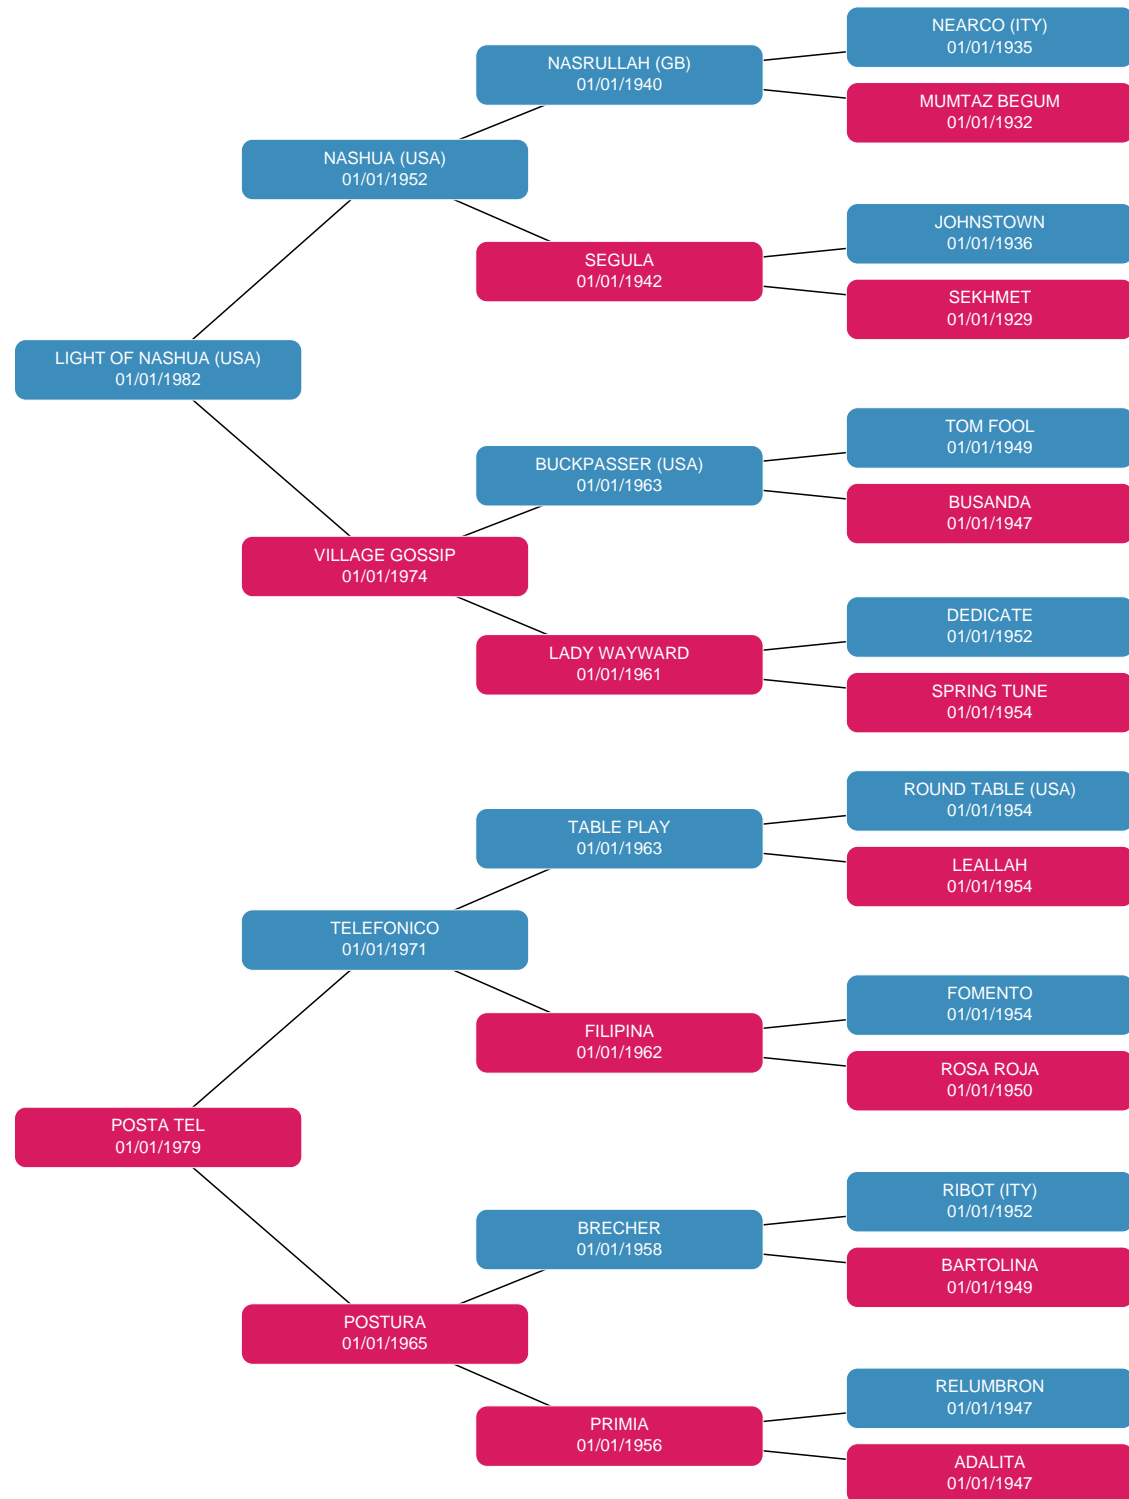 NEARCO (ITY)
01/01/1935
NASRULLAH (GB)
01/01/1940
MUMTAZ BEGUM
01/01/1932
NASHUA (USA)
01/01/1952
JOHNSTOWN
01/01/1936
SEGULA
01/01/1942
SEKHMET
01/01/1929
LIGHT OF NASHUA (USA)
01/01/1982
TOM FOOL
01/01/1949
BUCKPASSER (USA)
01/01/1963
BUSANDA
01/01/1947
VILLAGE GOSSIP
01/01/1974
DEDICATE
01/01/1952
LADY WAYWARD
01/01/1961
SPRING TUNE
01/01/1954
ROUND TABLE (USA)
01/01/1954
TABLE PLAY
01/01/1963
LEALLAH
01/01/1954
TELEFONICO
01/01/1971
FOMENTO
01/01/1954
FILIPINA
01/01/1962
ROSA ROJA
01/01/1950
POSTA TEL
01/01/1979
RIBOT (ITY)
01/01/1952
BRECHER
01/01/1958
BARTOLINA
01/01/1949
POSTURA
01/01/1965
RELUMBRON
01/01/1947
PRIMIA
01/01/1956
ADALITA
01/01/1947